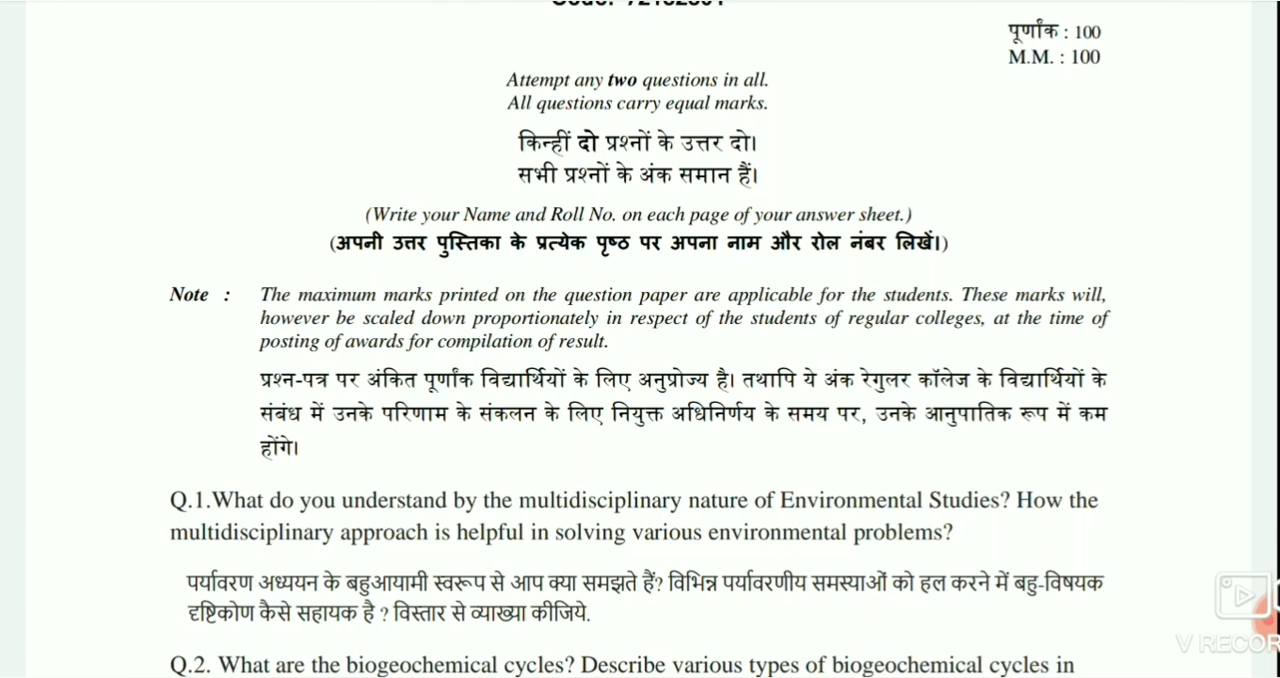 पूर्णांक : 100
M.M. : 100
Attempt any two questions in all.
All questions carry equal marks.
किन्हीं दो प्रश्नों के उत्तर दो।
सभी प्रश्नों के अंक समान हैं।
(Write your Name and Roll No. on each page of your answer sheet.)
(अपनी उत्तर पुस्तिका के प्रत्येक पृष्ठ पर अपना नाम और रोल नंबर लिखें।)
Note : The maximum marks printed on the question paper are applicable for the students. These marks will,
however be scaled down proportionately in respect of the students of regular colleges, at the time of
posting of awards for compilation of result.
प्रश्न-पत्र पर अंकित पूर्णांक विद्यार्थियों के लिए अनुप्रोज्य है। तथापि ये अंक रेगुलर कॉलेज के विद्यार्थियों के
संबंध में उनके परिणाम के संकलन के लिए नियुक्त अधिनिर्णय के समय पर, उनके आनुपातिक रूप में कम
होंगे।
Q.1.What do you understand by the multidisciplinary nature of Environmental Studies? How the
multidisciplinary approach is helpful in solving various environmental problems?
पर्यावरण अध्ययन के बहुआयामी स्वरूप से आप क्या समझते हैं? विभिन्न पर्यावरणीय समस्याओं को हल करने में बहु-विषयक
दृष्टिकोण कैसे सहायक है ? विस्तार से व्याख्या कीजिये.
Q.2. What are the biogeochemical cycles? Describe various types of biogeochemical cycles in
V RECOR